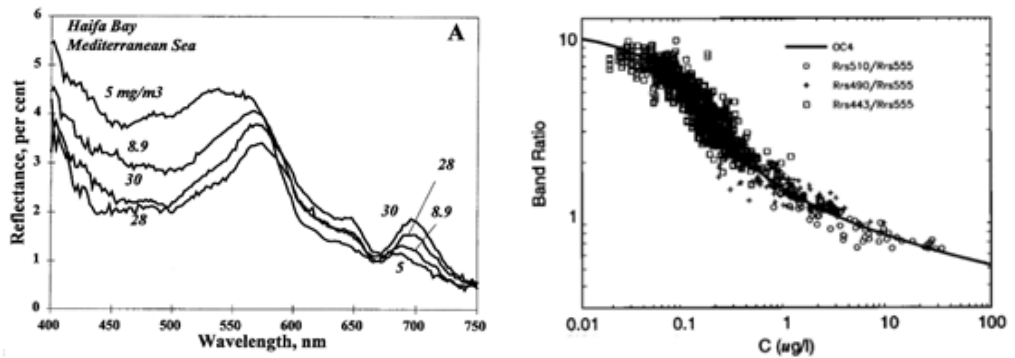 Haifa Bay
Mediterranean Sea
A
5 mg/m3
8.9
30
28
28
30
8.9
5
6
5
4
3
2
1
0
400 450 500 550 600 650 700 750
Reflectance, per cent
Wavelength, nm
OC4
Rrs510/Rrs555
Rrs490/Rrs555
Rrs443/Rrs555
10
1
Band Ratio
0.01 0.1 1 10 100
C (ug/l)